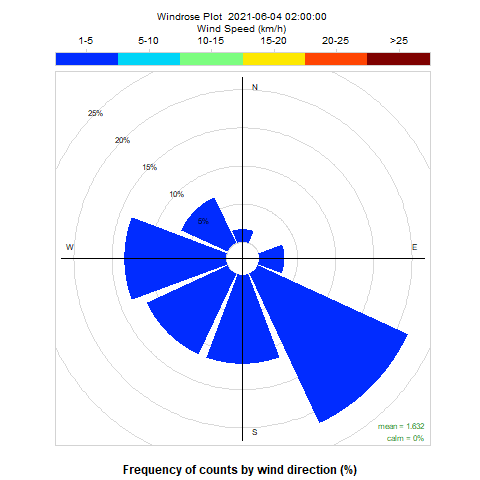 Windrose Plot  2021-06-04 02:00:00
Wind Speed (km/h)
1-5 5-10 10-15 15-20 20-25 >25
N
25%
20%
15%
10%
5%
W E
S
mean = 1.632
calm = 0%
Frequency of counts by wind direction (%)